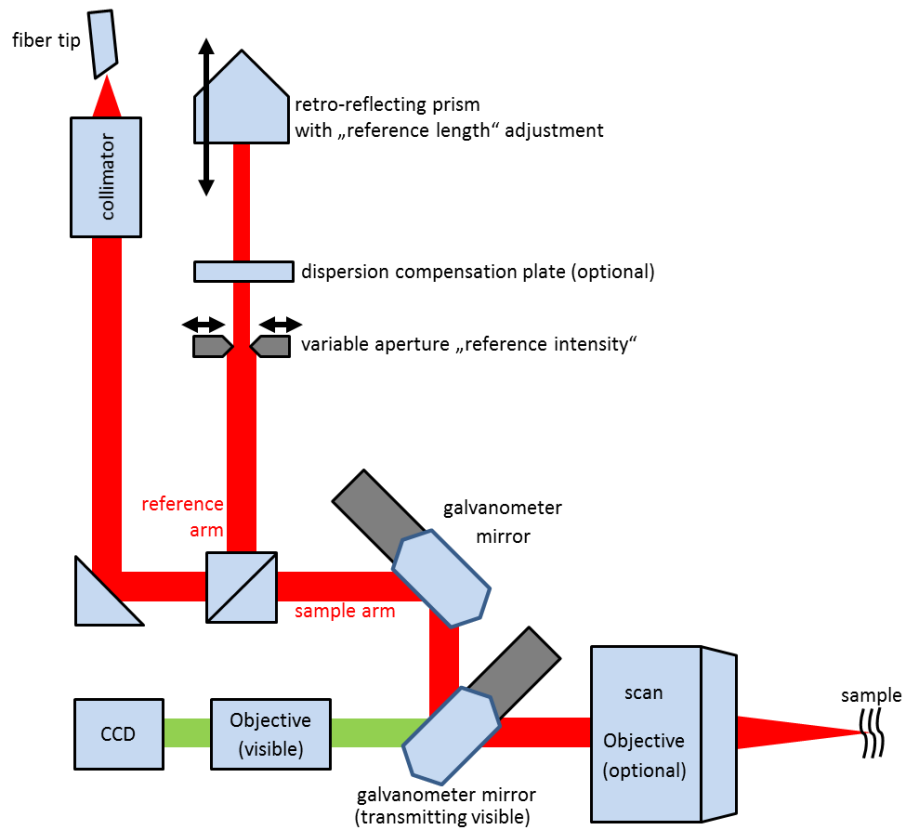 fiber tip
collimator
retro-reflecting prism
with „reference length“ adjustment
dispersion compensation plate (optional)
variable aperture „reference intensity“
reference
arm
galvanometer
mirror
sample arm
CCD
Objective
(visible)
galvanometer mirror
(transmitting visible)
scan
Objective
(optional)
sample